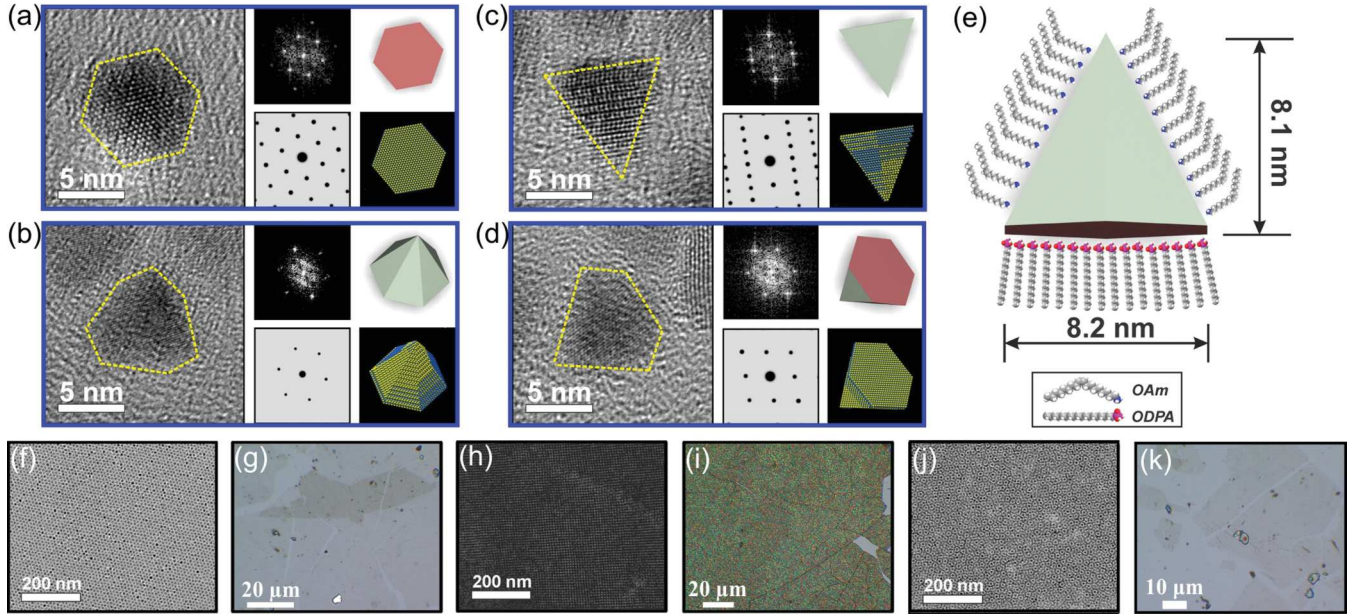 (a)
5 nm
(c)
5 nm
(e)
8.1 nm
(b)
5 nm
(d)
5 nm
8.2 nm
OAm
ODPA
(f)
200 nm
(g)
20 µm
(h)
200 nm
(i)
20 µm
(j)
200 nm
(k)
10 µm